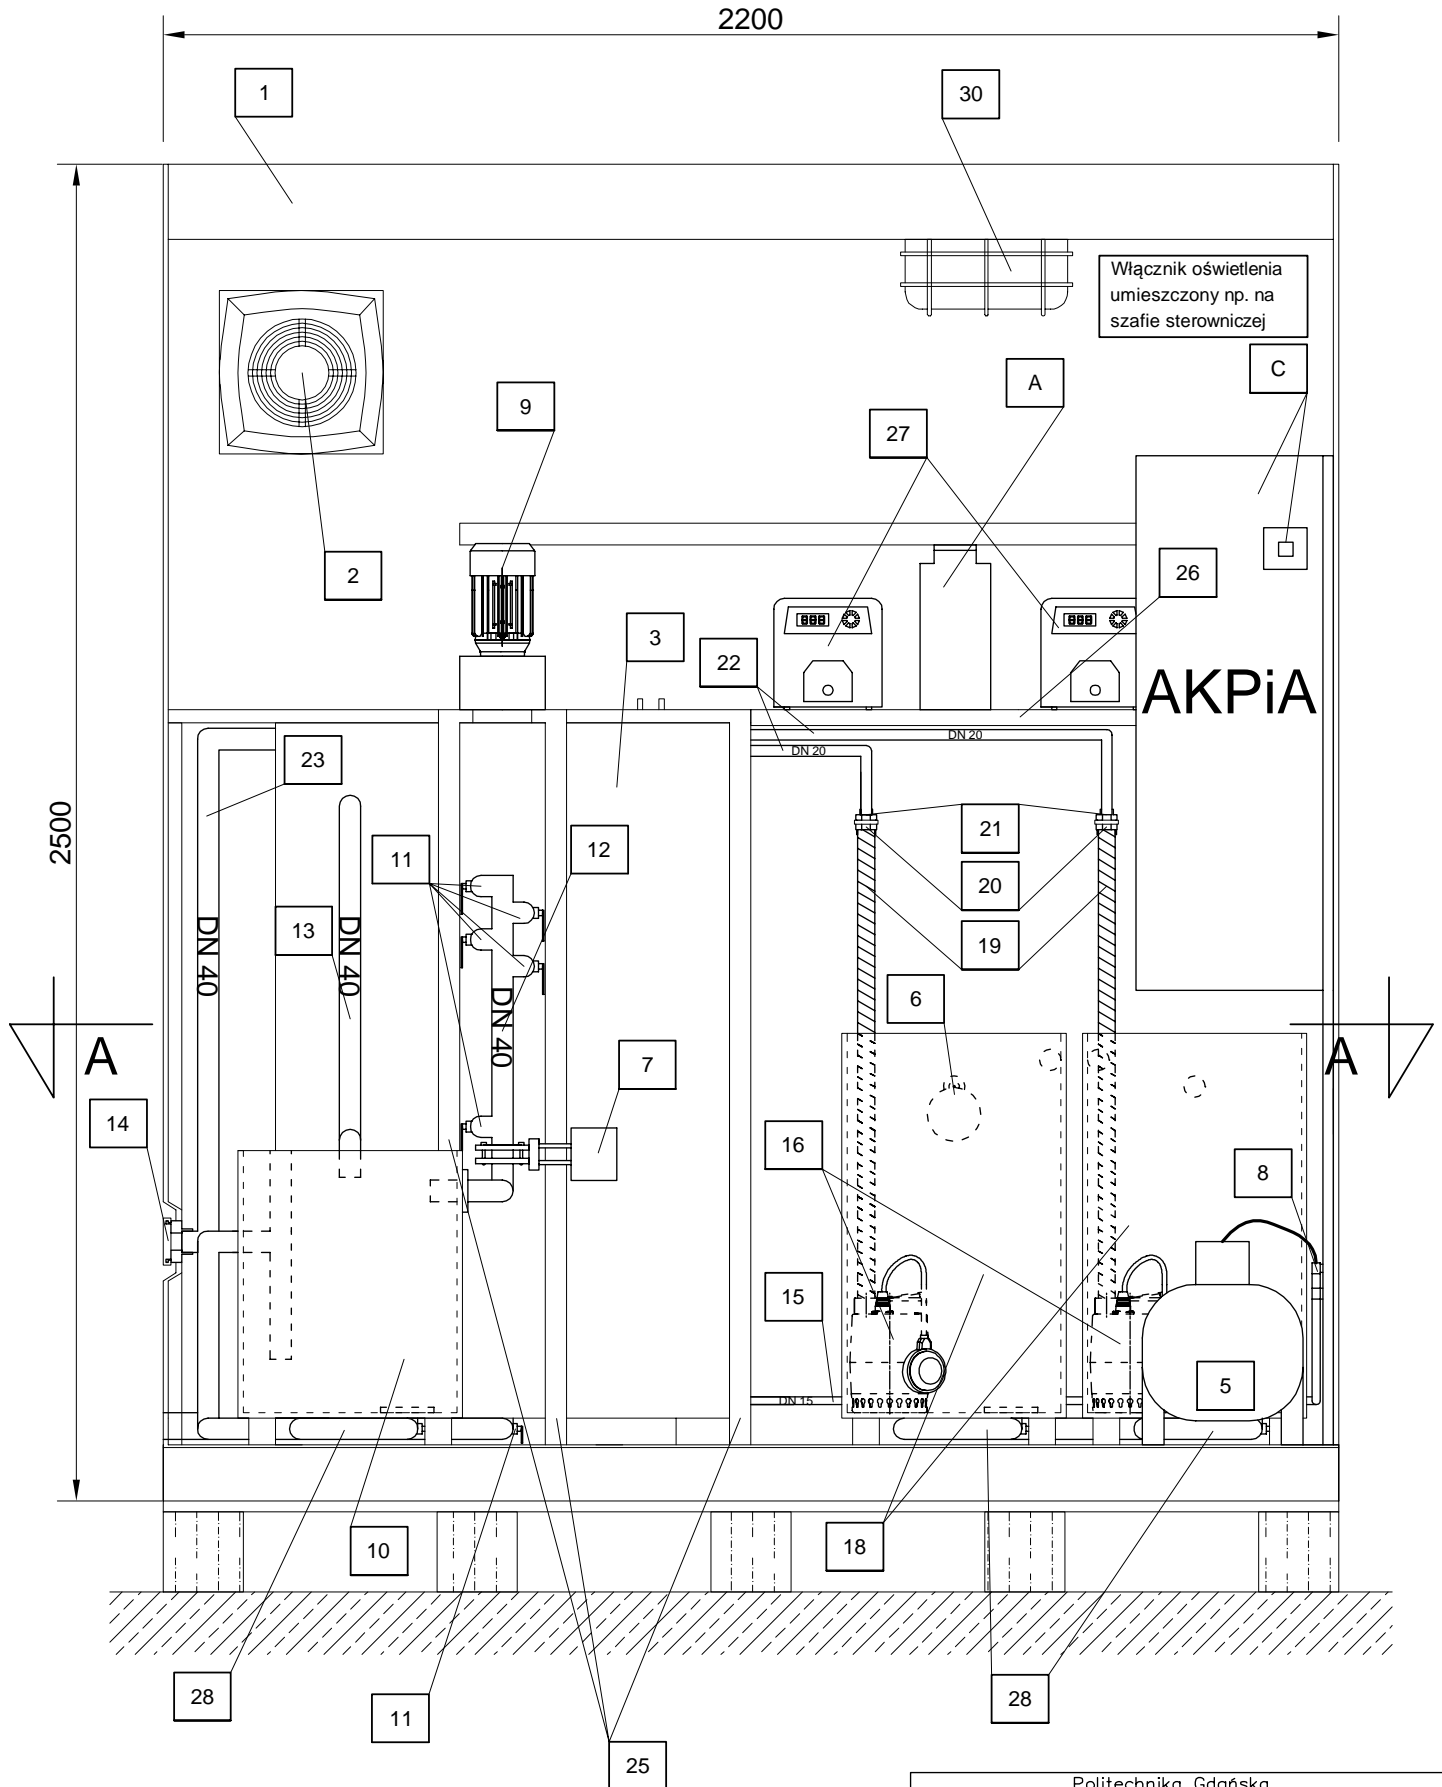 2200
1
30
Włącznik oświetlenia
umieszczony np. na
szafie sterowniczej
C
A
9
27
2
26
3
22
AKPiA
DN 20
DN 20
23
2500
21
12
11
20
DN 40
13
DN 40
19
6
DN 40
A
A
7
14
16
8
15
5
DN 15
10
18
28
11
28
25
Politechnika Gdańska